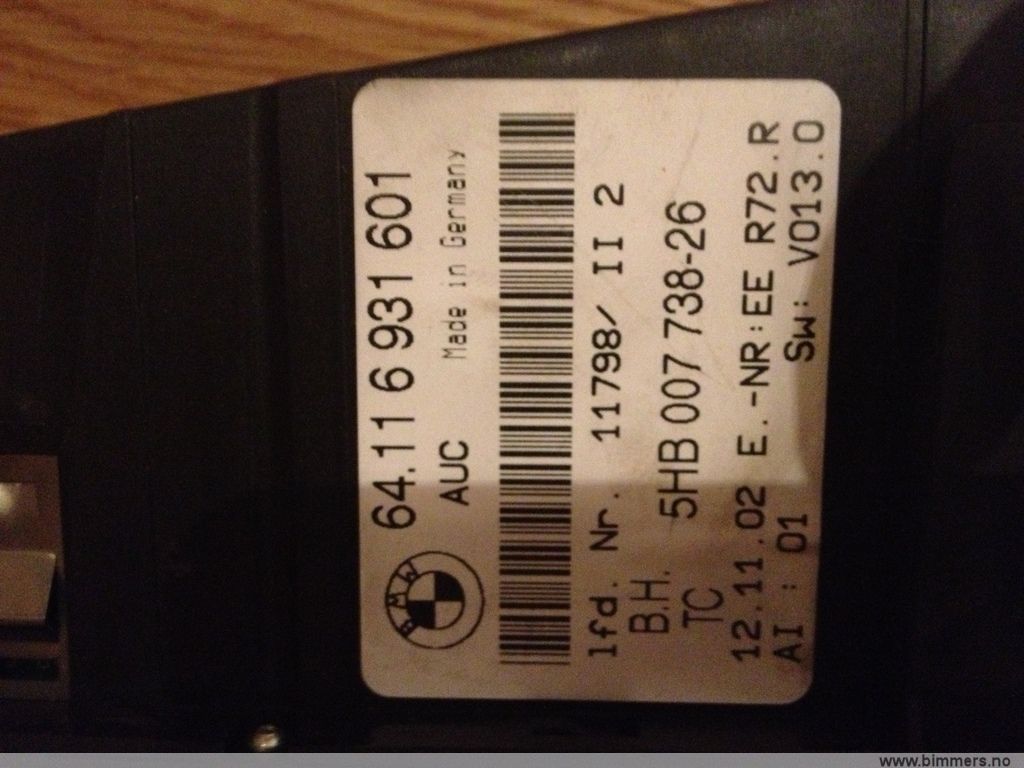 BMW
64.11 6 931 601
AUC Made in Germany
lfd. Nr. 11798/ II 2
B.H. 5HB 007 738-26
TC
12.11.02 E.-NR:EE R72.R
AI : 01 SW: V013.0
www.bimmers.no